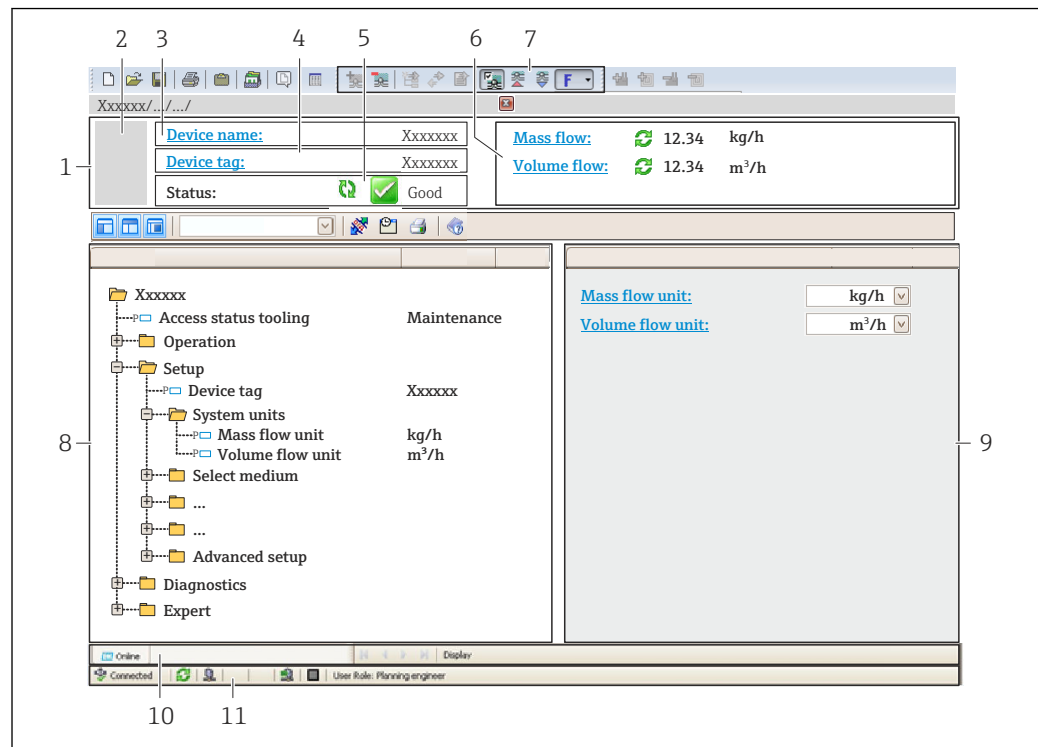 2 3 4 5 6 7
F
Xxxxxx/.../.../
1
Device name: Xxxxxxx
Device tag: Xxxxxxx
Status: Good
Mass flow: 12.34 kg/h
Volume flow: 12.34 m³/h
Xxxxxx
P Access status tooling Maintenance
Operation
Setup
P Device tag Xxxxxx
System units
P Mass flow unit kg/h
P Volume flow unit m³/h
Select medium
...
...
Advanced setup
Diagnostics
Expert
Mass flow unit: kg/h
Volume flow unit: m³/h
8
9
Online Display
Connected User Role: Planning engineer
10 11